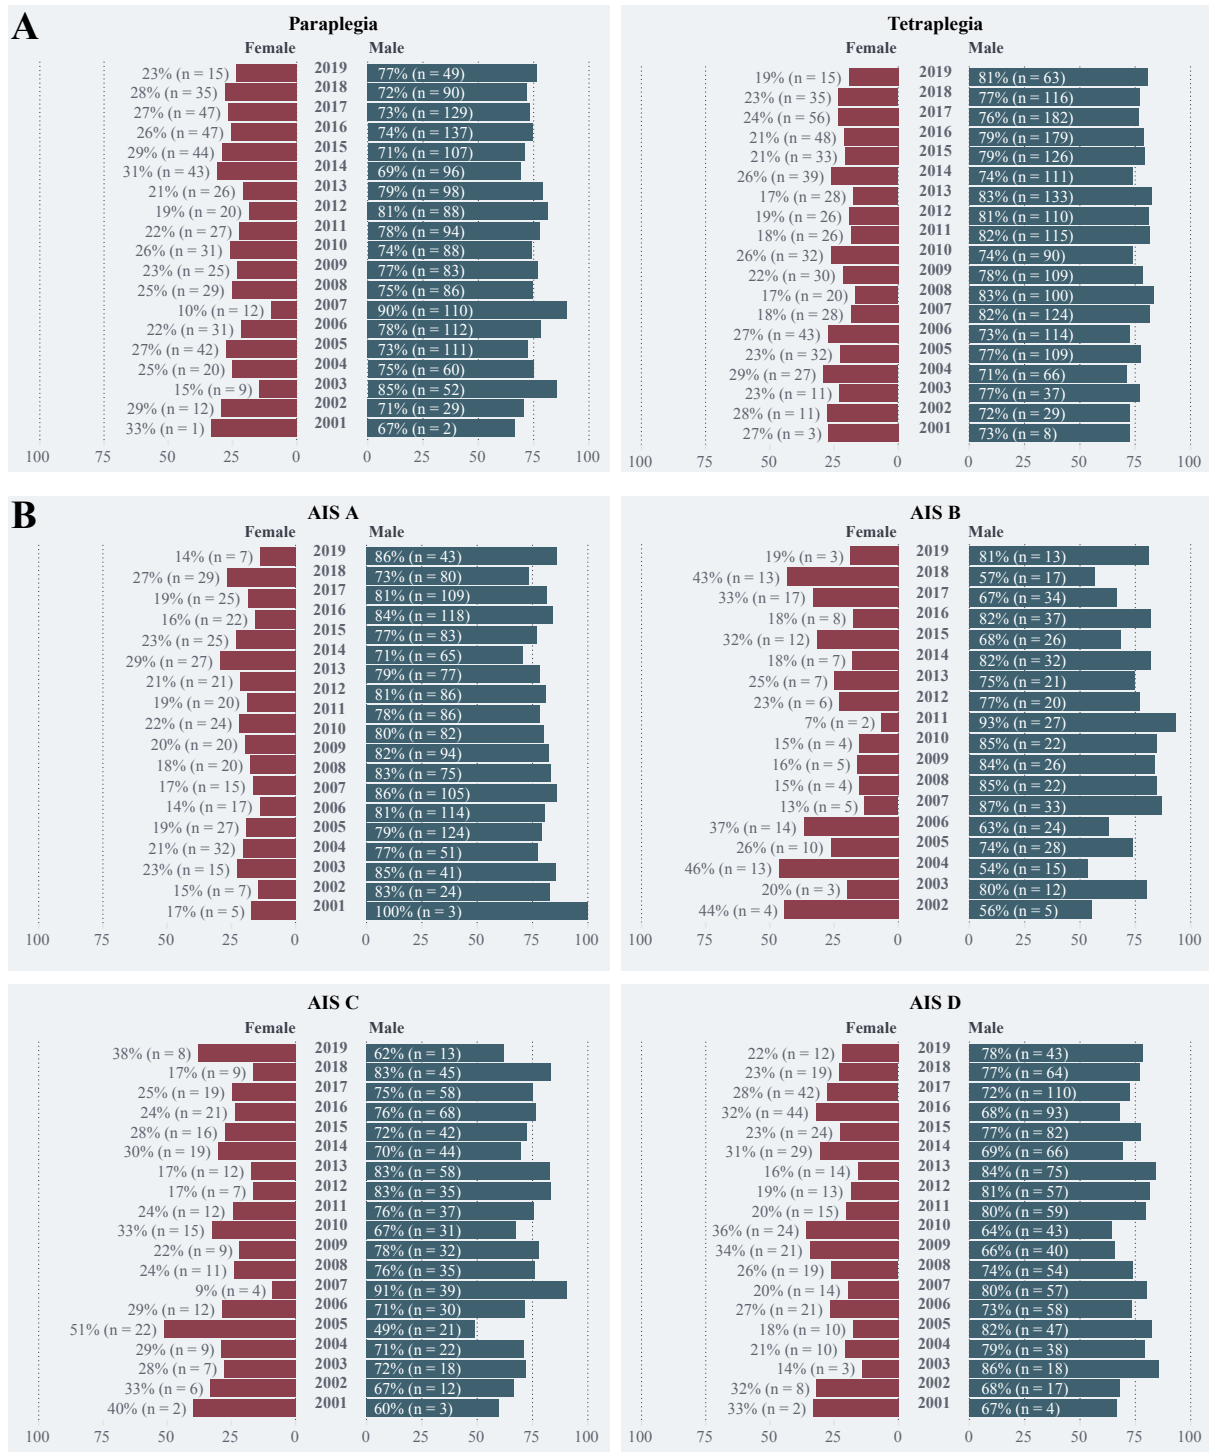 A
Paraplegia
Female Male
23% (n = 15) 2019 77% (n = 49)
28% (n = 35) 2018 72% (n = 90)
27% (n = 47) 2017 73% (n = 129)
26% (n = 47) 2016 74% (n = 137)
29% (n = 44) 2015 71% (n = 107)
31% (n = 43) 2014 69% (n = 96)
21% (n = 26) 2013 79% (n = 98)
19% (n = 20) 2012 81% (n = 88)
22% (n = 27) 2011 78% (n = 94)
26% (n = 31) 2010 74% (n = 88)
23% (n = 25) 2009 77% (n = 83)
25% (n = 29) 2008 75% (n = 86)
10% (n = 12) 2007 90% (n = 110)
22% (n = 31) 2006 78% (n = 112)
27% (n = 42) 2005 73% (n = 111)
25% (n = 20) 2004 75% (n = 60)
15% (n = 9) 2003 85% (n = 52)
29% (n = 12) 2002 71% (n = 29)
33% (n = 1) 2001 67% (n = 2)
100 75 50 25 0 0 25 50 75 100
Tetraplegia
Female Male
19% (n = 15) 2019 81% (n = 63)
23% (n = 35) 2018 77% (n = 116)
24% (n = 56) 2017 76% (n = 182)
21% (n = 48) 2016 79% (n = 179)
21% (n = 33) 2015 79% (n = 126)
26% (n = 39) 2014 74% (n = 111)
17% (n = 28) 2013 83% (n = 133)
19% (n = 26) 2012 81% (n = 110)
18% (n = 26) 2011 82% (n = 115)
26% (n = 32) 2010 74% (n = 90)
22% (n = 30) 2009 78% (n = 109)
17% (n = 20) 2008 83% (n = 100)
18% (n = 28) 2007 82% (n = 124)
27% (n = 43) 2006 73% (n = 114)
23% (n = 32) 2005 77% (n = 109)
29% (n = 27) 2004 71% (n = 66)
23% (n = 11) 2003 77% (n = 37)
28% (n = 11) 2002 72% (n = 29)
27% (n = 3) 2001 73% (n = 8)
100 75 50 25 0 0 25 50 75 100
B
AIS A
Female Male
14% (n = 7) 2019 86% (n = 43)
27% (n = 29) 2018 73% (n = 80)
19% (n = 25) 2017 81% (n = 109)
16% (n = 22) 2016 84% (n = 118)
23% (n = 25) 2015 77% (n = 83)
29% (n = 27) 2014 71% (n = 65)
21% (n = 21) 2013 79% (n = 77)
19% (n = 20) 2012 81% (n = 86)
22% (n = 24) 2011 78% (n = 86)
20% (n = 20) 2010 80% (n = 82)
18% (n = 20) 2009 82% (n = 94)
17% (n = 15) 2008 83% (n = 75)
14% (n = 17) 2007 86% (n = 105)
19% (n = 27) 2006 81% (n = 114)
21% (n = 32) 2005 79% (n = 124)
23% (n = 15) 2004 77% (n = 51)
15% (n = 7) 2003 85% (n = 41)
17% (n = 5) 2002 83% (n = 24)
2001 100% (n = 3)
100 75 50 25 0 0 25 50 75 100
AIS B
Female Male
19% (n = 3) 2019 81% (n = 13)
43% (n = 13) 2018 57% (n = 17)
33% (n = 17) 2017 67% (n = 34)
18% (n = 8) 2016 82% (n = 37)
32% (n = 12) 2015 68% (n = 26)
18% (n = 7) 2014 82% (n = 32)
25% (n = 7) 2013 75% (n = 21)
23% (n = 6) 2012 77% (n = 20)
7% (n = 2) 2011 93% (n = 27)
15% (n = 4) 2010 85% (n = 22)
16% (n = 5) 2009 84% (n = 26)
15% (n = 4) 2008 85% (n = 22)
13% (n = 5) 2007 87% (n = 33)
37% (n = 14) 2006 63% (n = 24)
26% (n = 10) 2005 74% (n = 28)
46% (n = 13) 2004 54% (n = 15)
20% (n = 3) 2003 80% (n = 12)
44% (n = 4) 2002 56% (n = 5)
100 75 50 25 0 0 25 50 75 100
AIS C
Female Male
38% (n = 8) 2019 62% (n = 13)
17% (n = 9) 2018 83% (n = 45)
25% (n = 19) 2017 75% (n = 58)
24% (n = 21) 2016 76% (n = 68)
28% (n = 16) 2015 72% (n = 42)
30% (n = 19) 2014 70% (n = 44)
17% (n = 12) 2013 83% (n = 58)
17% (n = 7) 2012 83% (n = 35)
24% (n = 12) 2011 76% (n = 37)
33% (n = 15) 2010 67% (n = 31)
22% (n = 9) 2009 78% (n = 32)
24% (n = 11) 2008 76% (n = 35)
9% (n = 4) 2007 91% (n = 39)
29% (n = 12) 2006 71% (n = 30)
51% (n = 22) 2005 49% (n = 21)
29% (n = 9) 2004 71% (n = 22)
28% (n = 7) 2003 72% (n = 18)
33% (n = 6) 2002 67% (n = 12)
40% (n = 2) 2001 60% (n = 3)
100 75 50 25 0 0 25 50 75 100
AIS D
Female Male
22% (n = 12) 2019 78% (n = 43)
23% (n = 19) 2018 77% (n = 64)
28% (n = 42) 2017 72% (n = 110)
32% (n = 44) 2016 68% (n = 93)
23% (n = 24) 2015 77% (n = 82)
31% (n = 29) 2014 69% (n = 66)
16% (n = 14) 2013 84% (n = 75)
19% (n = 13) 2012 81% (n = 57)
20% (n = 15) 2011 80% (n = 59)
36% (n = 24) 2010 64% (n = 43)
34% (n = 21) 2009 66% (n = 40)
26% (n = 19) 2008 74% (n = 54)
20% (n = 14) 2007 80% (n = 57)
27% (n = 21) 2006 73% (n = 58)
18% (n = 10) 2005 82% (n = 47)
21% (n = 10) 2004 79% (n = 38)
14% (n = 3) 2003 86% (n = 18)
32% (n = 8) 2002 68% (n = 17)
33% (n = 2) 2001 67% (n = 4)
100 75 50 25 0 0 25 50 75 100